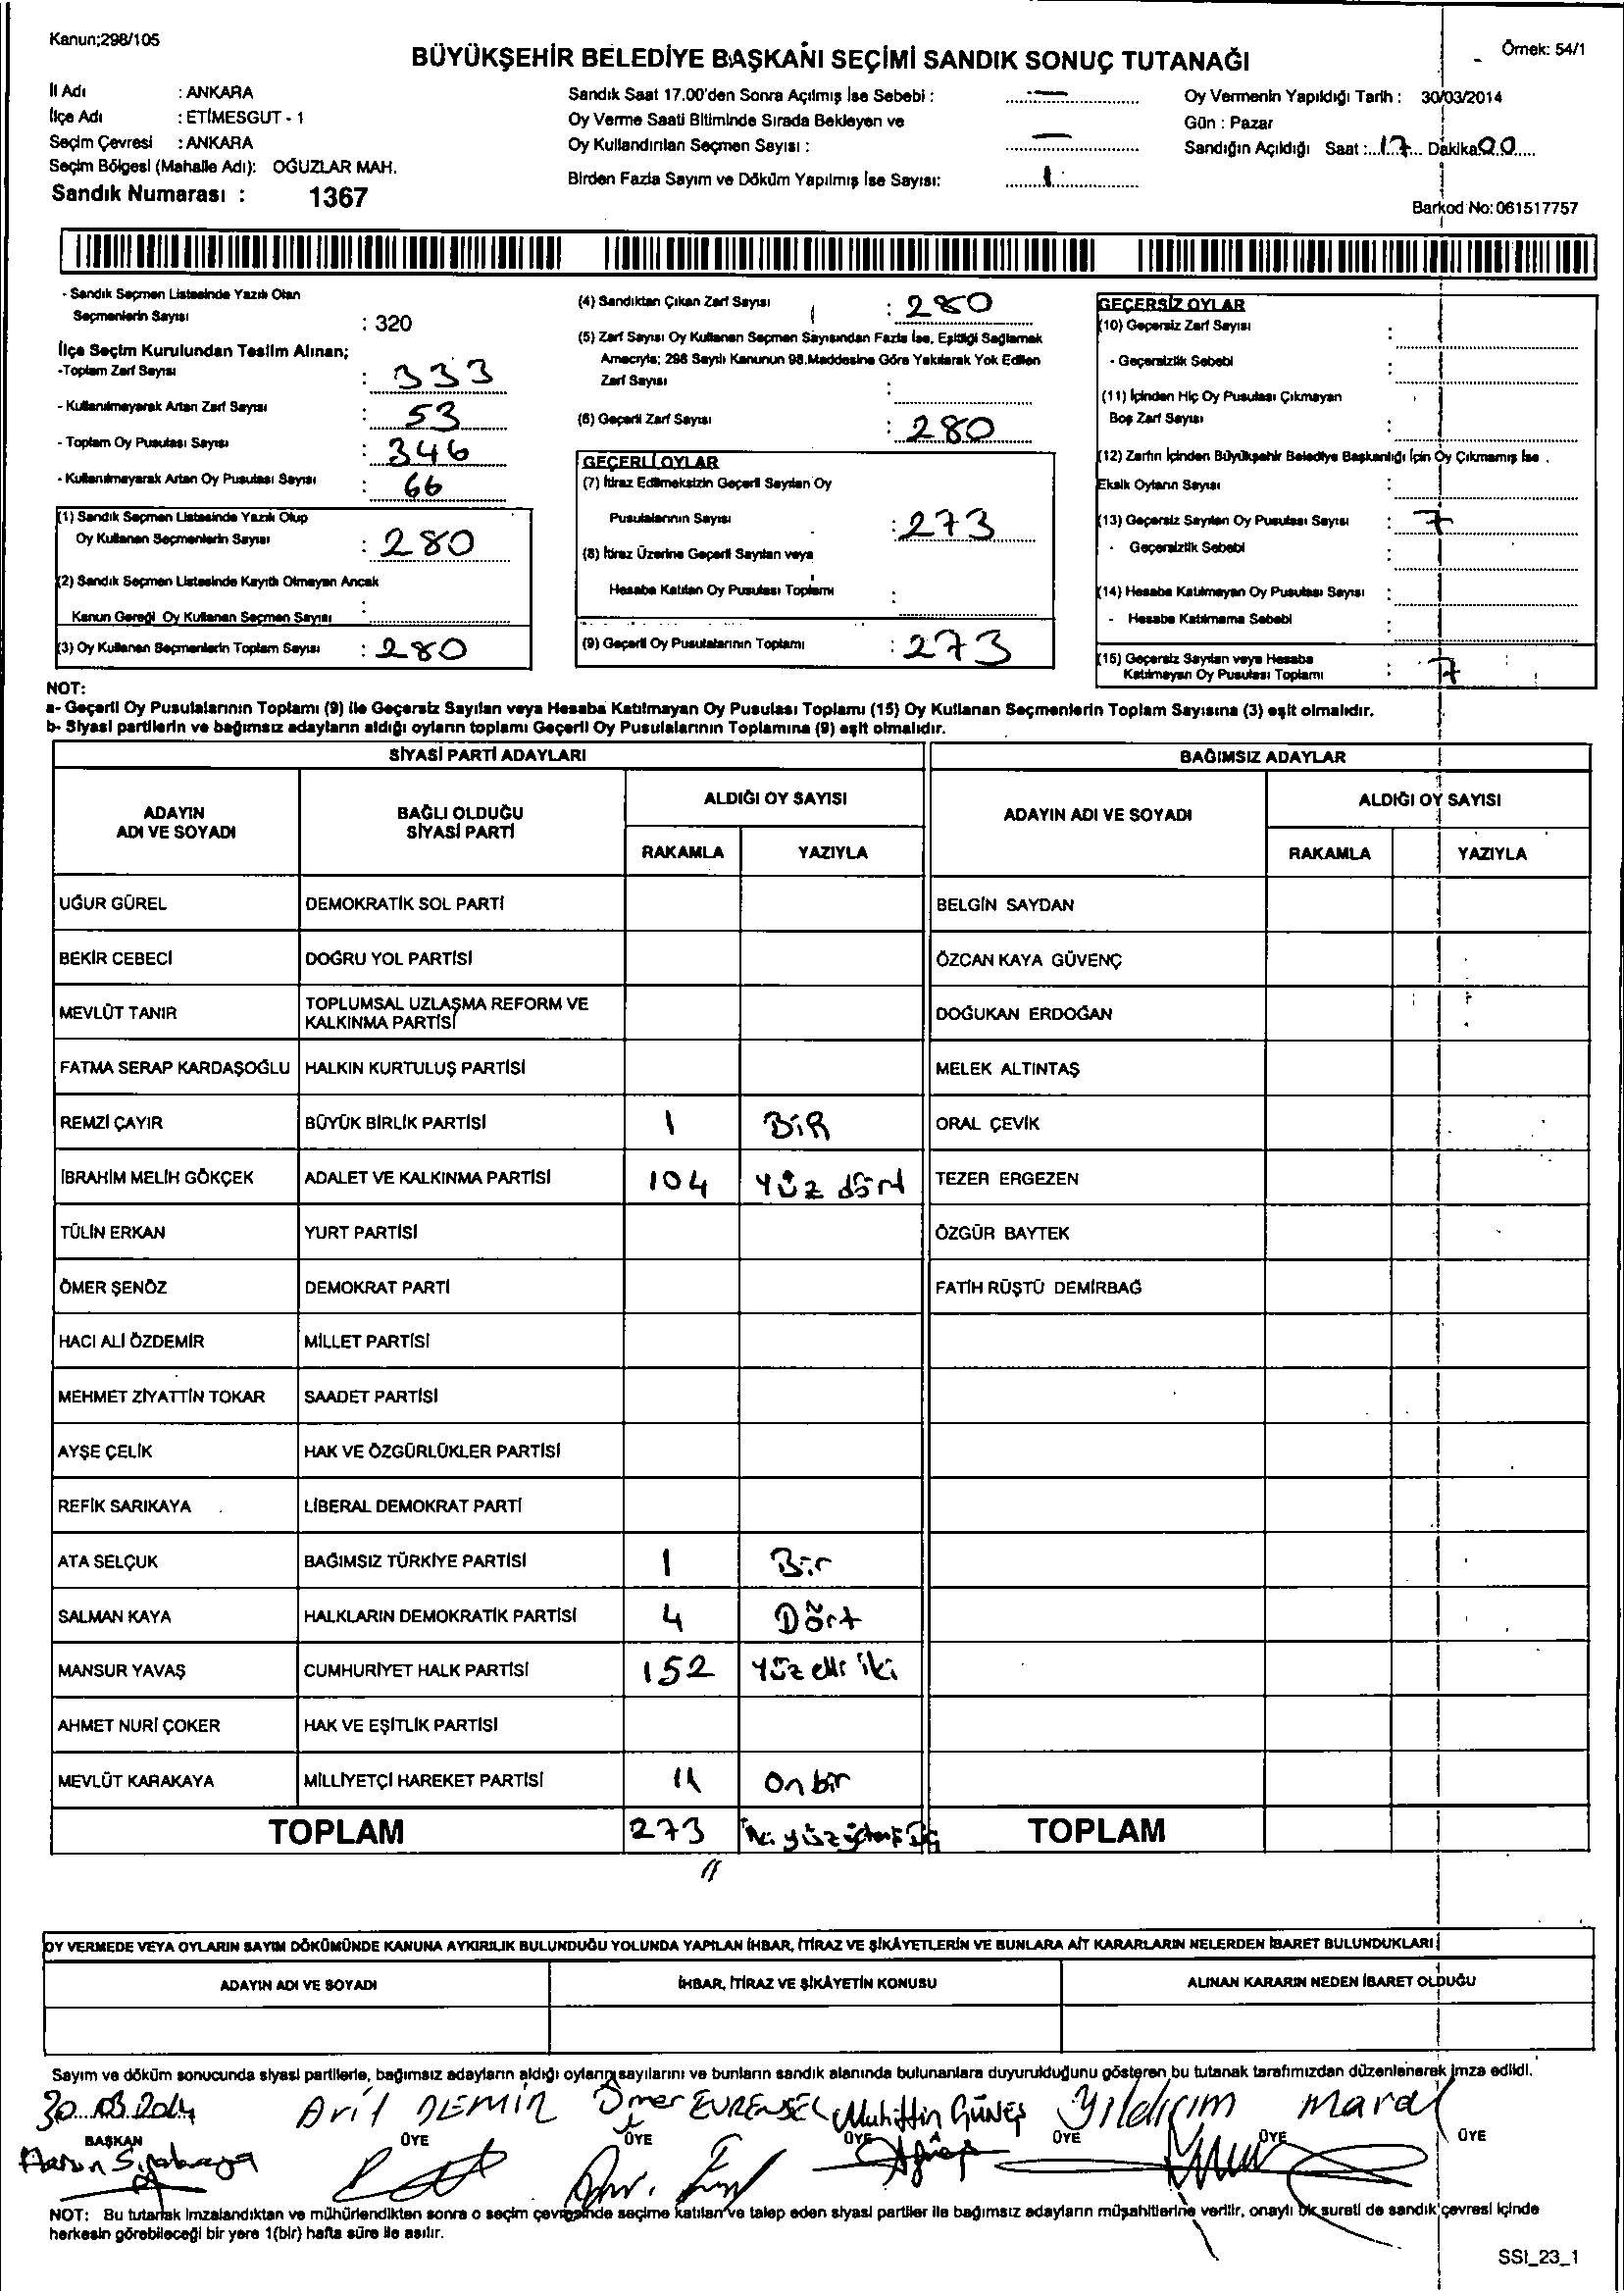 Kanun;298/105
Örnek: 54/1
BÜYÜKŞEHİR BELEDİYE BAŞKANI SEÇİMİ SANDIK SONUÇ TUTANAĞI
İl Adı : ANKARA
İlçe Adı : ETİMESGUT - 1
Seçim Çevresi : ANKARA
Seçim Bölgesi (Mahalle Adı): OĞUZLAR MAH.
Sandık Numarası : 1367
Sandık Saat 17.00'den Sonra Açılmış İse Sebebi : —
Oy Verme Saati Bitiminde Sırada Bekleyen ve
Oy Kullandırılan Seçmen Sayısı : —
Birden Fazla Sayım ve Döküm Yapılmış İse Sayısı: 1
Oy Vermenin Yapıldığı Tarih : 30/03/2014
Gün : Pazar
Sandığın Açıldığı Saat :...17... Dakika 00
Barkod No: 061517757
- Sandık Seçmen Listesinde Yazılı Olan
Seçmenlerin Sayısı : 320
İlçe Seçim Kurulundan Teslim Alınan;
-Toplam Zarf Sayısı : 333
- Kullanılmayarak Artan Zarf Sayısı : 53
- Toplam Oy Pusulası Sayısı : 346
- Kullanılmayarak Artan Oy Pusulası Sayısı : 66
(1) Sandık Seçmen Listesinde Yazılı Olup
Oy Kullanan Seçmenlerin Sayısı : 280
(2) Sandık Seçmen Listesinde Kayıtlı Olmayan Ancak
Kanun Gereği Oy Kullanan Seçmen Sayısı :
(3) Oy Kullanan Seçmenlerin Toplam Sayısı : 280
(4) Sandıktan Çıkan Zarf Sayısı : 280
(5) Zarf Sayısı Oy Kullanan Seçmen Sayısından Fazla İse, Eşitliği Sağlamak
Amacıyla; 298 Sayılı Kanunun 98.Maddesine Göre Yakılarak Yok Edilen
Zarf Sayısı :
(6) Geçerli Zarf Sayısı : 280
GEÇERLİ OYLAR
(7) İtiraz Edilmeksizin Geçerli Sayılan Oy
Pusulalarının Sayısı : 273
(8) İtiraz Üzerine Geçerli Sayılan veya
Hesaba Katılan Oy Pusulası Toplamı :
(9) Geçerli Oy Pusulalarının Toplamı : 273
GEÇERSİZ OYLAR
(10) Geçersiz Zarf Sayısı :
- Geçersizlik Sebebi :
(11) İçinden Hiç Oy Pusulası Çıkmayan
Boş Zarf Sayısı :
(12) Zarfın İçinden Büyükşehir Belediye Başkanlığı İçin Oy Çıkmamış İse .
Eksik Oyların Sayısı :
(13) Geçersiz Sayılan Oy Pusulası Sayısı : 7
- Geçersizlik Sebebi :
(14) Hesaba Katılmayan Oy Pusulası Sayısı :
- Hesaba Katılmama Sebebi :
(15) Geçersiz Sayılan veya Hesaba
Katılmayan Oy Pusulası Toplamı : 7
NOT:
a- Geçerli Oy Pusulalarının Toplamı (9) ile Geçersiz Sayılan veya Hesaba Katılmayan Oy Pusulası Toplamı (15) Oy Kullanan Seçmenlerin Toplam Sayısına (3) eşit olmalıdır.
b- Siyasi partilerin ve bağımsız adayların aldığı oyların toplamı Geçerli Oy Pusulalarının Toplamına (9) eşit olmalıdır.
SİYASİ PARTİ ADAYLARI
BAĞIMSIZ ADAYLAR
ADAYIN
ADI VE SOYADI
BAĞLI OLDUĞU
SİYASİ PARTİ
ALDIĞI OY SAYISI
RAKAMLA YAZIYLA
ADAYIN ADI VE SOYADI
ALDIĞI OY SAYISI
RAKAMLA YAZIYLA
UĞUR GÜREL DEMOKRATİK SOL PARTİ BELGİN SAYDAN
BEKİR CEBECİ DOĞRU YOL PARTİSİ ÖZCAN KAYA GÜVENÇ
MEVLÜT TANIR TOPLUMSAL UZLAŞMA REFORM VE
KALKINMA PARTİSİ DOĞUKAN ERDOĞAN
FATMA SERAP KARDAŞOĞLU HALKIN KURTULUŞ PARTİSİ MELEK ALTINTAŞ
REMZİ ÇAYIR BÜYÜK BİRLİK PARTİSİ 1 BİR ORAL ÇEVİK
İBRAHİM MELİH GÖKÇEK ADALET VE KALKINMA PARTİSİ 104 Yüz dört TEZER ERGEZEN
TÜLİN ERKAN YURT PARTİSİ ÖZGÜR BAYTEK
ÖMER ŞENÖZ DEMOKRAT PARTİ FATİH RÜŞTÜ DEMİRBAĞ
HACI ALİ ÖZDEMİR MİLLET PARTİSİ
MEHMET ZİYATTİN TOKAR SAADET PARTİSİ
AYŞE ÇELİK HAK VE ÖZGÜRLÜKLER PARTİSİ
REFİK SARIKAYA LİBERAL DEMOKRAT PARTİ
ATA SELÇUK BAĞIMSIZ TÜRKİYE PARTİSİ 1 Bir
SALMAN KAYA HALKLARIN DEMOKRATİK PARTİSİ 4 Dört
MANSUR YAVAŞ CUMHURİYET HALK PARTİSİ 152 Yüz elli iki
AHMET NURİ ÇOKER HAK VE EŞİTLİK PARTİSİ
MEVLÜT KARAKAYA MİLLİYETÇİ HAREKET PARTİSİ 11 On bir
TOPLAM 273 iki yüz TOPLAM
OY VERMEDE VEYA OYLARIN SAYIM DÖKÜMÜNDE KANUNA AYKIRILIK BULUNDUĞU YOLUNDA YAPILAN İHBAR, İTİRAZ VE ŞİKÂYETLERİN VE BUNLARA AİT KARARLARIN NELERDEN İBARET BULUNDUKLARI
ADAYIN ADI VE SOYADI İHBAR, İTİRAZ VE ŞİKÂYETİN KONUSU ALINAN KARARIN NEDEN İBARET OLDUĞU
Sayım ve döküm sonucunda siyasi partilerle, bağımsız adayların aldığı oyların sayılarını ve bunların sandık alanında bulunanlara duyurulduğunu gösteren bu tutanak tarafımızdan düzenlenerek imza edildi.
30.03.2014 Arif DEMİR Ömer EVRENSEL Muhittin GÜNEŞ Yıldırım Maral
BAŞKAN ÜYE ÜYE ÜYE ÜYE ÜYE ÜYE
NOT: Bu tutanak imzalandıktan ve mühürlendikten sonra o seçim çevresinde seçime katılan ve talep eden siyasi partiler ile bağımsız adayların müşahitlerine verilir, onaylı bir sureti de sandık çevresi içinde
herkesin görebileceği bir yere 1(bir) hafta süre ile asılır.
SSI_23_1